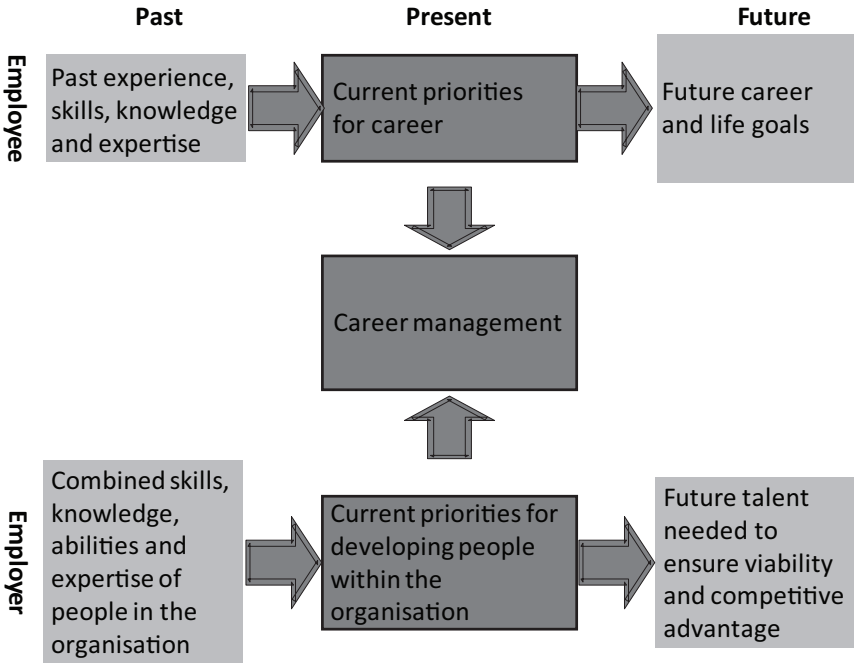 Past
Present
Future
Employee
Past experience,
skills, knowledge
and expertise
Current priorities
for career
Future career
and life goals
Career management
Employer
Combined skills,
knowledge,
abilities and
expertise of
people in the
organisation
Current priorities for
developing people
within the
organisation
Future talent
needed to
ensure viability
and competitive
advantage